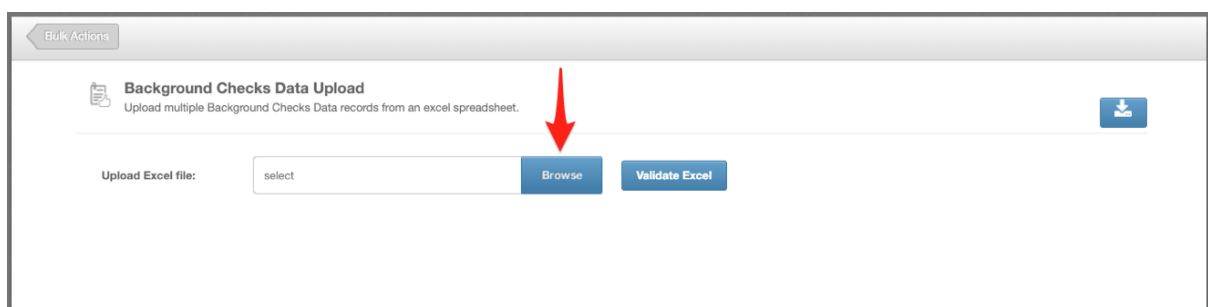 Bulk Actions
Background Checks Data Upload
Upload multiple Background Checks Data records from an excel spreadsheet.
Upload Excel file:
select
Browse
Validate Excel